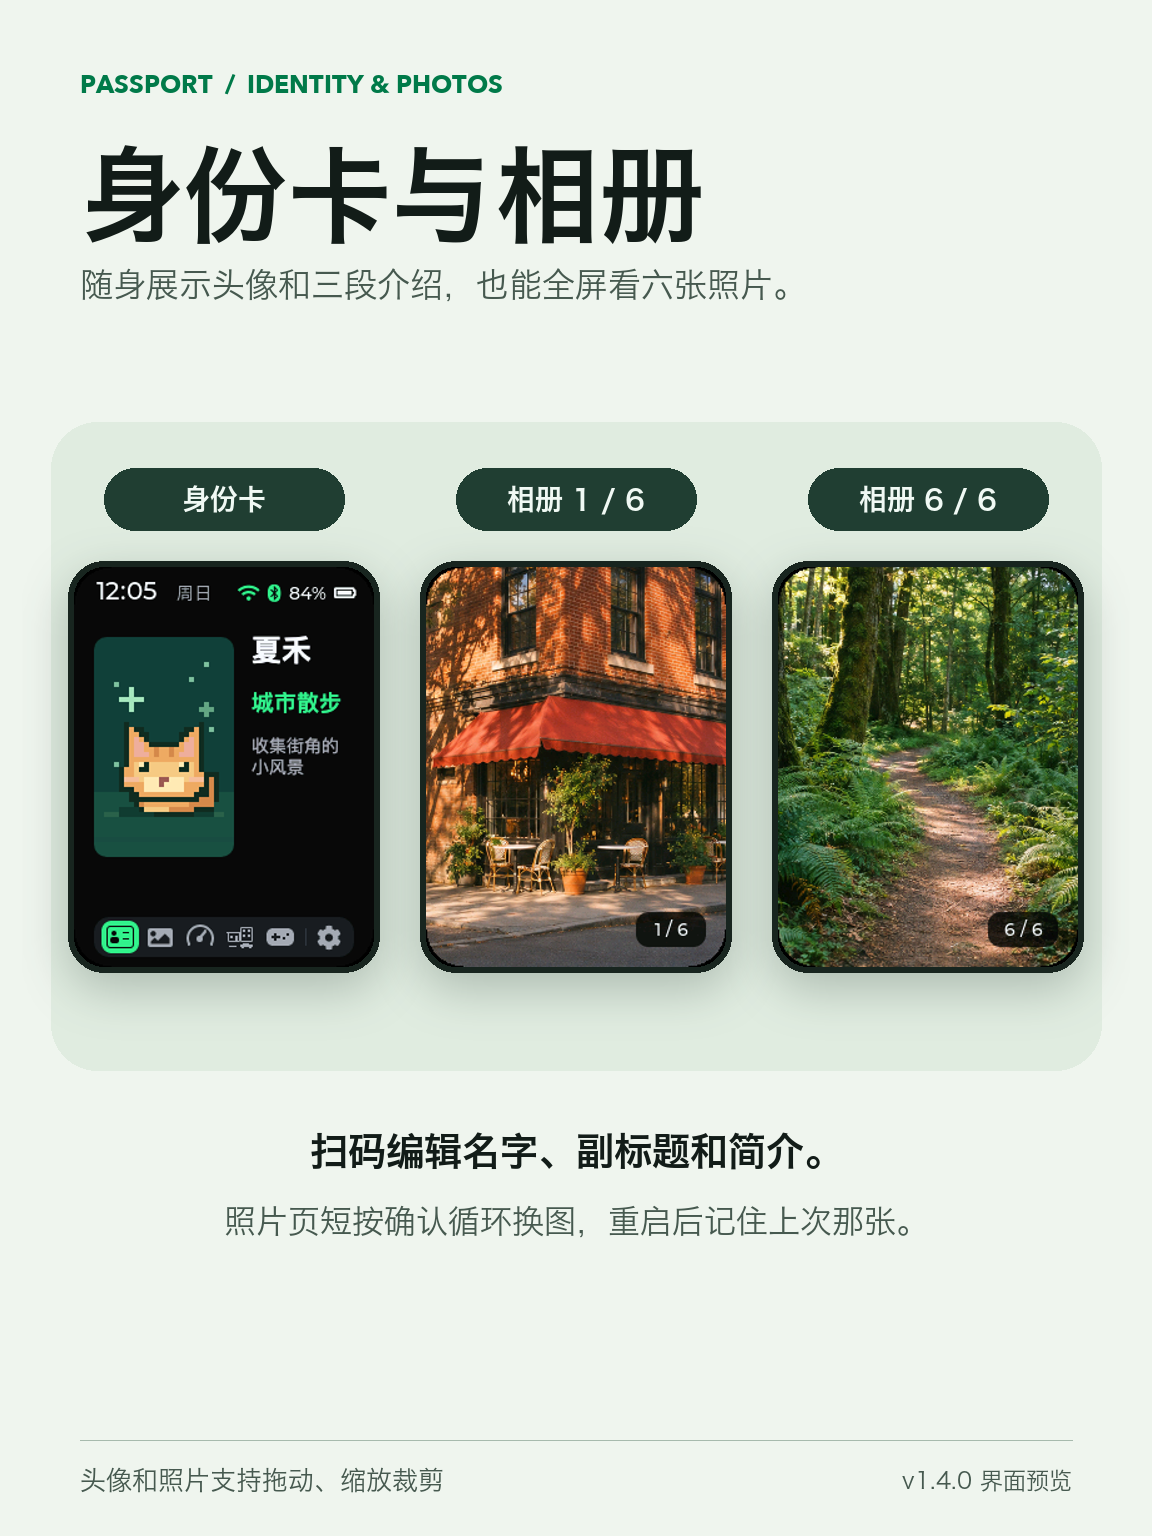 PASSPORT / IDENTITY & PHOTOS
身份卡与相册
随身展示头像和三段介绍，也能全屏看六张照片。
身份卡
相册 1 / 6
相册 6 / 6
12:05 周日 84%
夏禾
城市散步
收集街角的
小风景
1 / 6
6 / 6
扫码编辑名字、副标题和简介。
照片页短按确认循环换图，重启后记住上次那张。
头像和照片支持拖动、缩放裁剪
v1.4.0 界面预览